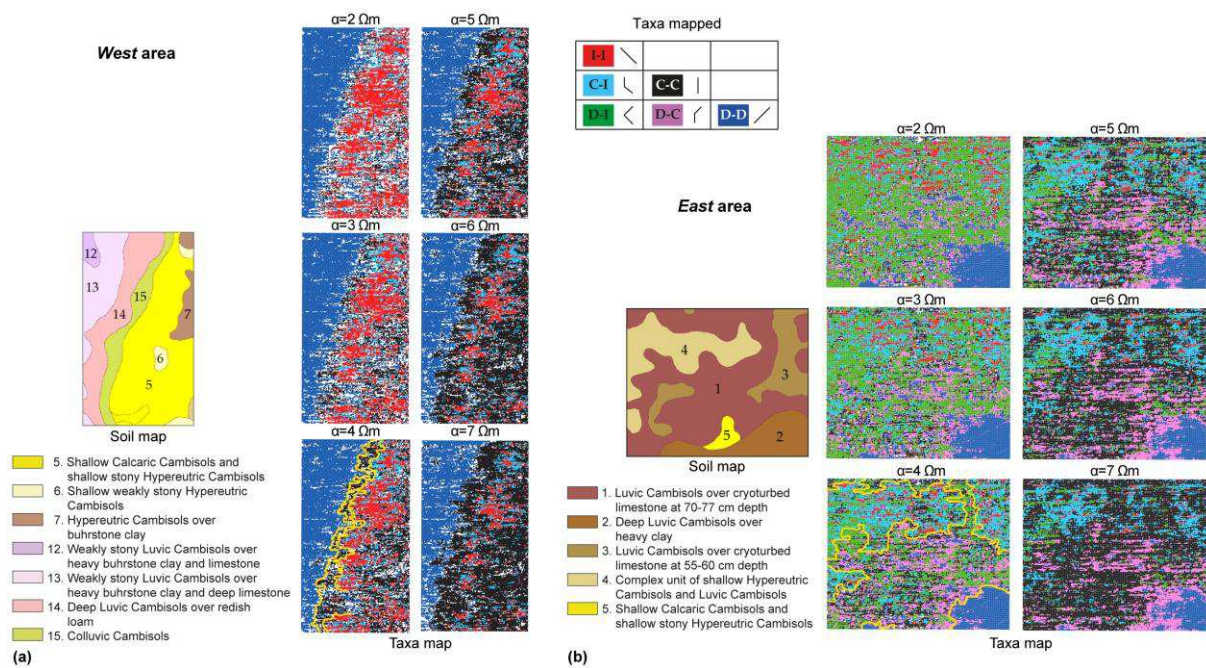 West area
α=2 Ωm
α=5 Ωm
α=3 Ωm
α=6 Ωm
α=4 Ωm
α=7 Ωm
12
13
14
15
7
6
5
Soil map
5. Shallow Calcaric Cambisols and
shallow stony Hypereutric Cambisols
6. Shallow weakly stony Hypereutric
Cambisols
7. Hypereutric Cambisols over
buhrstone clay
12. Weakly stony Luvic Cambisols over
heavy buhrstone clay and limestone
13. Weakly stony Luvic Cambisols over
heavy buhrstone clay and deep limestone
14. Deep Luvic Cambisols over redish
loam
15. Colluvic Cambisols
Taxa map
(a)
Taxa mapped
I-I
C-I
C-C
D-I
D-C
D-D
East area
α=2 Ωm
α=5 Ωm
α=3 Ωm
α=6 Ωm
α=4 Ωm
α=7 Ωm
4
3
1
5
2
Soil map
1. Luvic Cambisols over cryoturbed
limestone at 70-77 cm depth
2. Deep Luvic Cambisols over
heavy clay
3. Luvic Cambisols over cryoturbed
limestone at 55-60 cm depth
4. Complex unit of shallow Hypereutric
Cambisols and Luvic Cambisols
5. Shallow Calcaric Cambisols and
shallow stony Hypereutric Cambisols
Taxa map
(b)